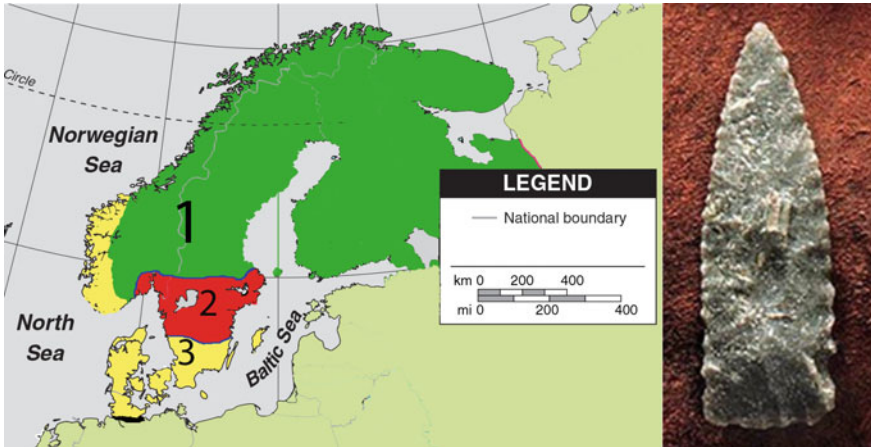 Circle
Norwegian
Sea
1
LEGEND
National boundary
2
km 0 200 400
mi 0 200 400
North
Sea
3
Baltic Sea